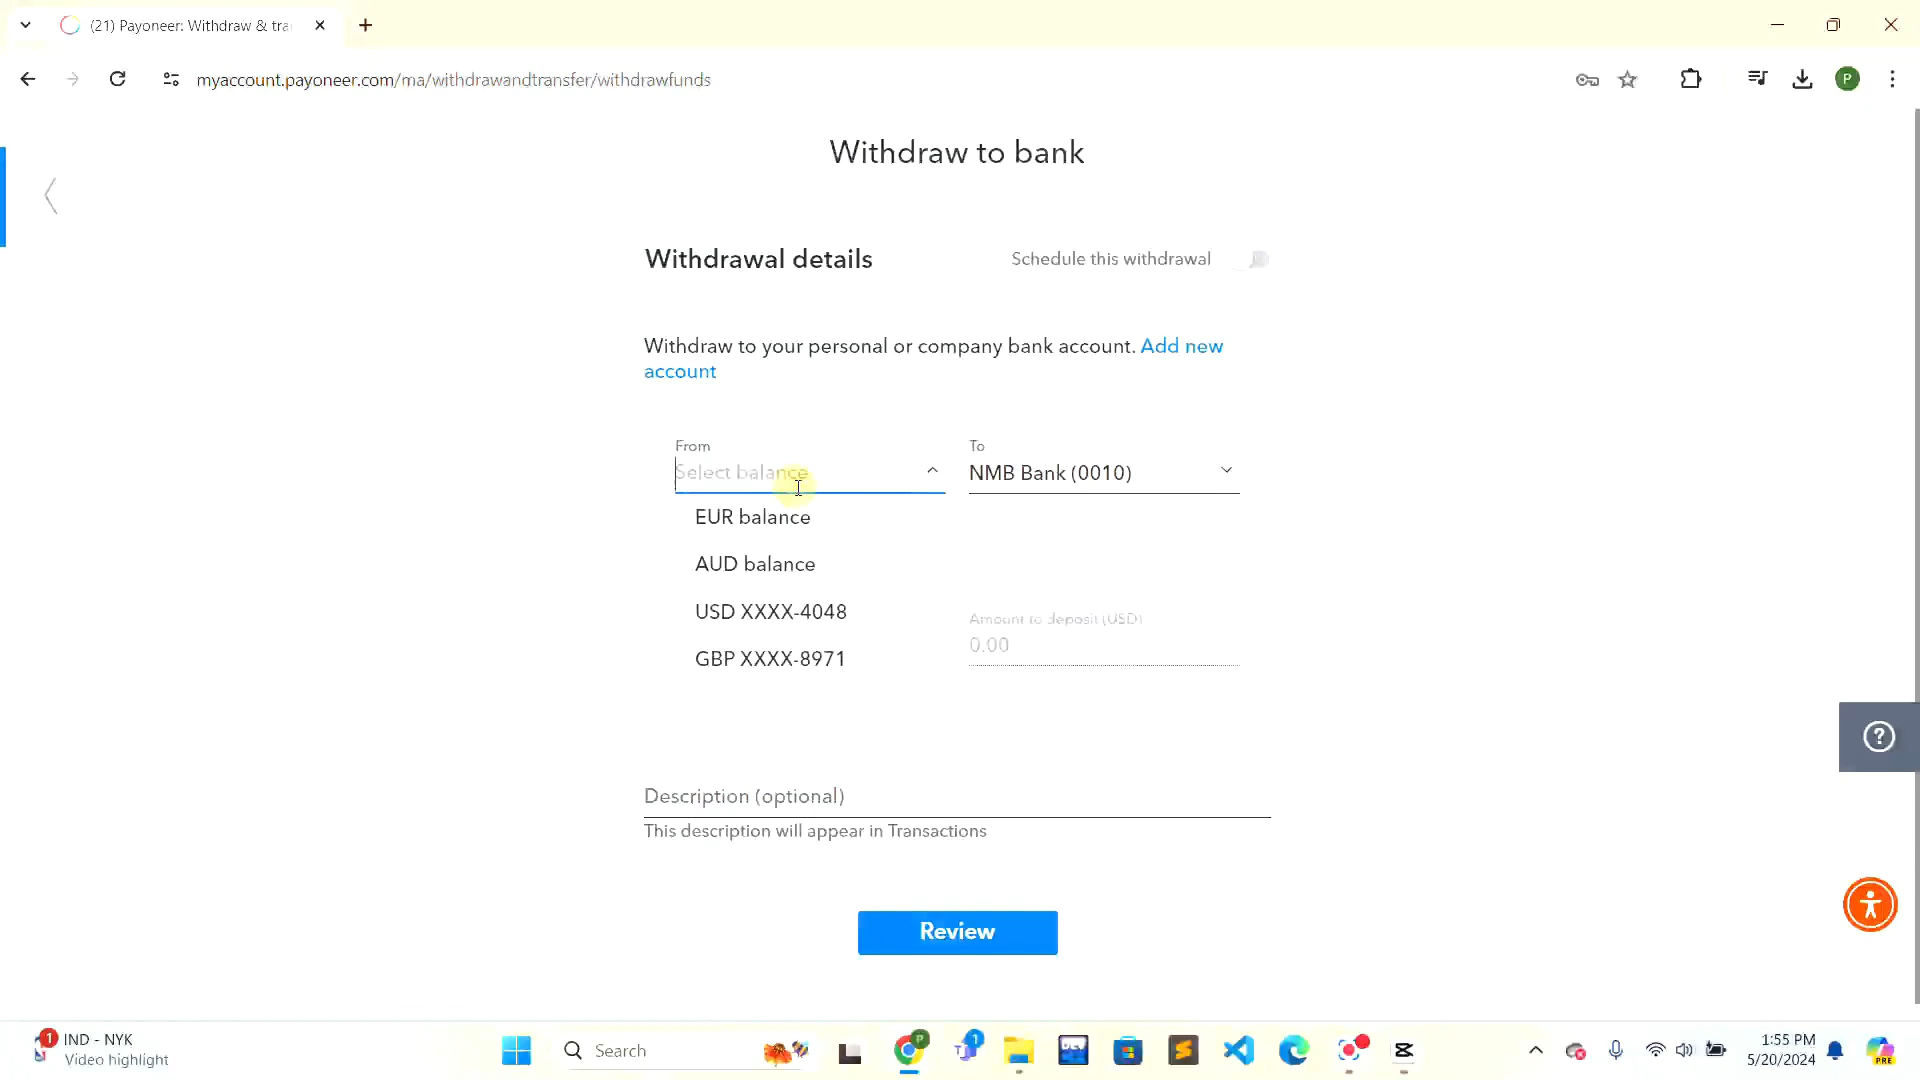 (21) Payoneer: Withdraw & tra
myaccount.payoneer.com/ma/withdrawandtransfer/withdrawfunds
P
Withdraw to bank
Withdrawal details
Schedule this withdrawal
Withdraw to your personal or company bank account. Add new
account
From
To
Select balance
NMB Bank (0010)
EUR balance
AUD balance
USD XXXX-4048
Amount to deposit (USD)
0.00
GBP XXXX-8971
?
Description (optional)
This description will appear in Transactions
Review
1
IND - NYK
Video highlight
Search
P
1
DEV
PRE
1:55 PM
5/20/2024